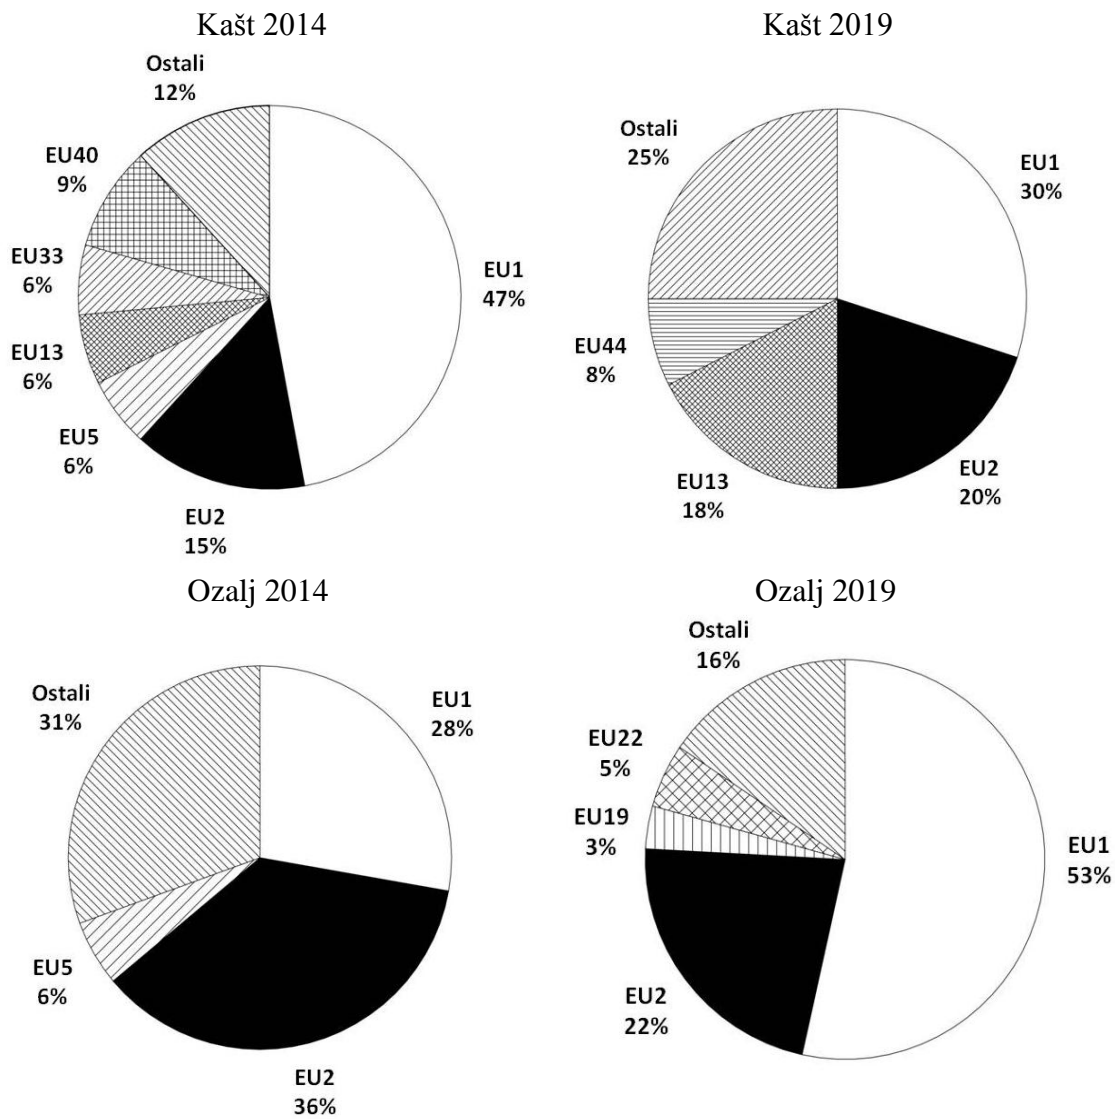 Kašt 2014
Ostali
12%
EU40
9%
EU33
6%
EU13
6%
EU5
6%
EU2
15%
EU1
47%
Kašt 2019
Ostali
25%
EU1
30%
EU44
8%
EU13
18%
EU2
20%
Ozalj 2014
Ostali
31%
EU1
28%
EU5
6%
EU2
36%
Ozalj 2019
Ostali
16%
EU22
5%
EU19
3%
EU1
53%
EU2
22%